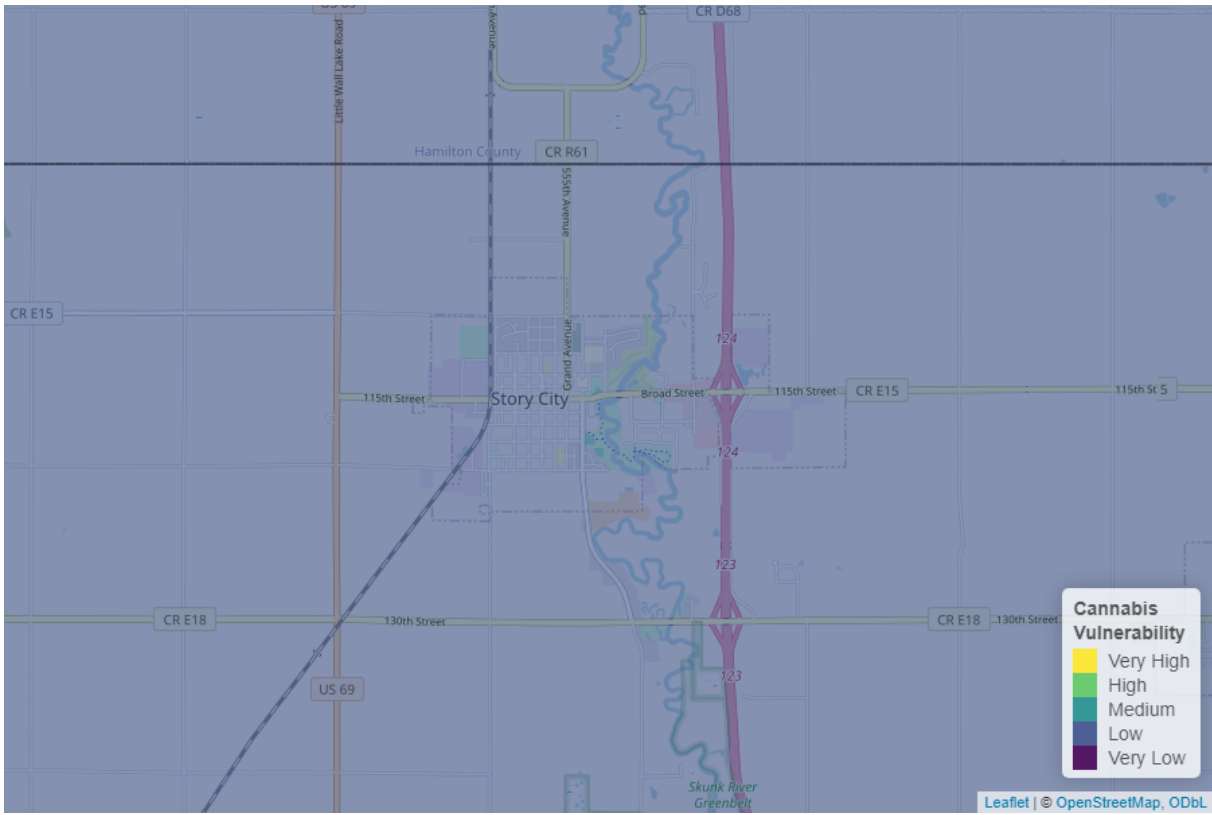 US 69
CR D68
Avenue
Little Wall Lake Road
Hamilton County
CR R61
555th Avenue
CR E15
Grand Avenue
124
115th Street
Story City
Broad Street
115th Street
CR E15
115th St
5
124
123
CR E18
130th Street
CR E18
130th Street
US 69
123
Skunk River
Greenbelt
Cannabis
Vulnerability
Very High
High
Medium
Low
Very Low
Leaflet | © OpenStreetMap, ODbL